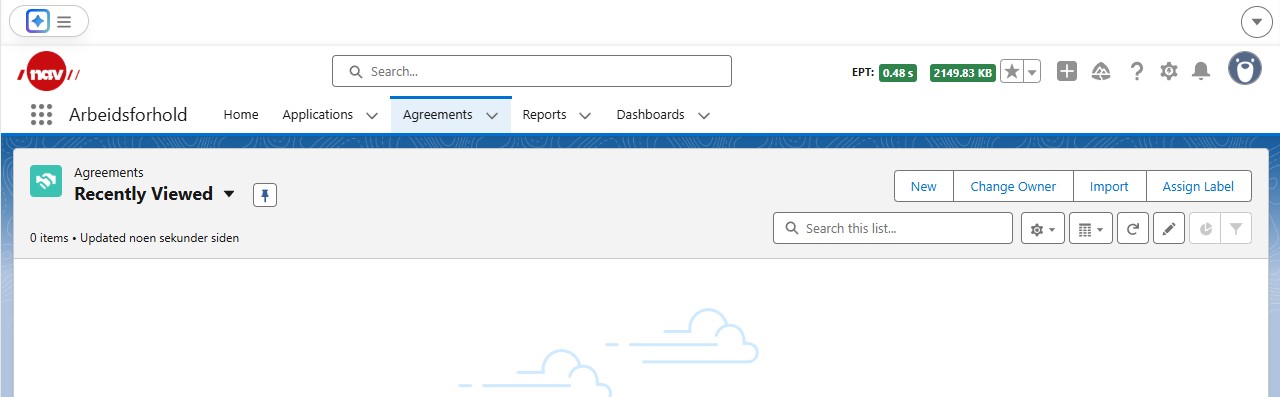 nav
Search...
EPT: 0.48 s 2149.83 KB
Arbeidsforhold Home Applications Agreements Reports Dashboards
Agreements
Recently Viewed
New Change Owner Import Assign Label
0 items • Updated noen sekunder siden
Search this list...